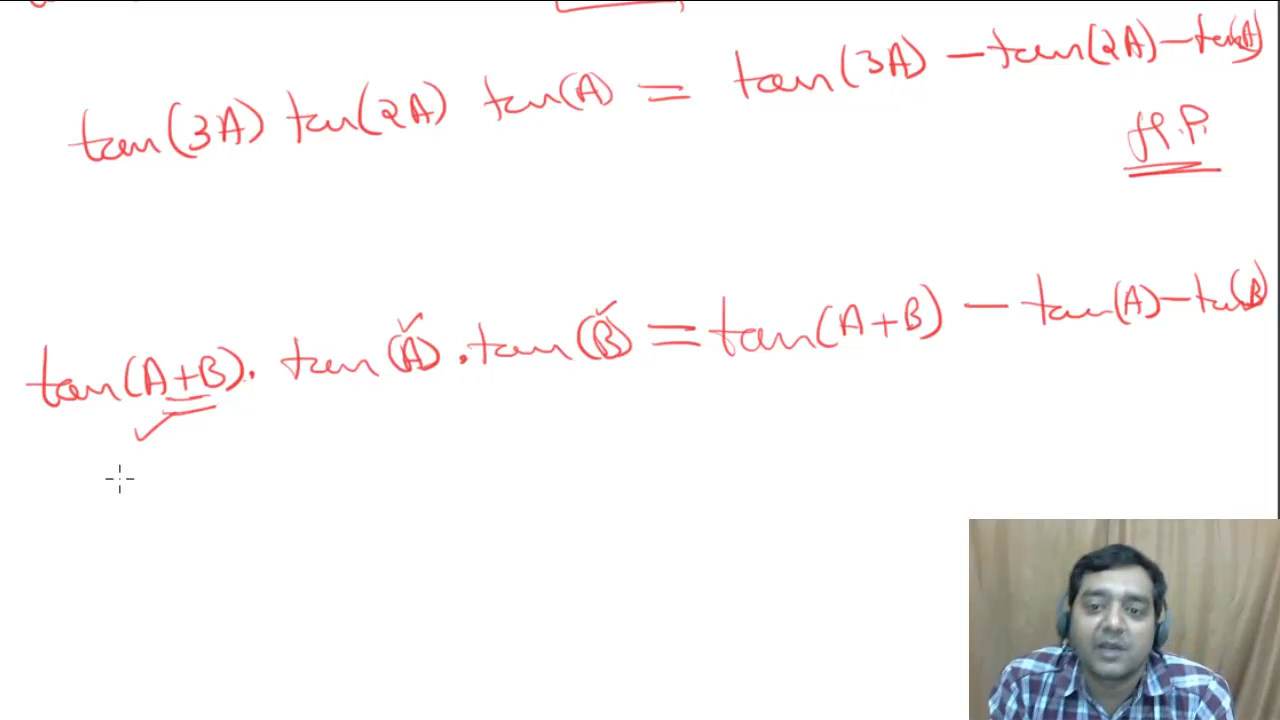 tan(3A) tan(2A) tan(A) = tan(3A) - tan(2A) - tan(A)
H.P.
tan(A+B). tan(A) . tan(B) = tan(A+B) - tan(A) - tan(B)